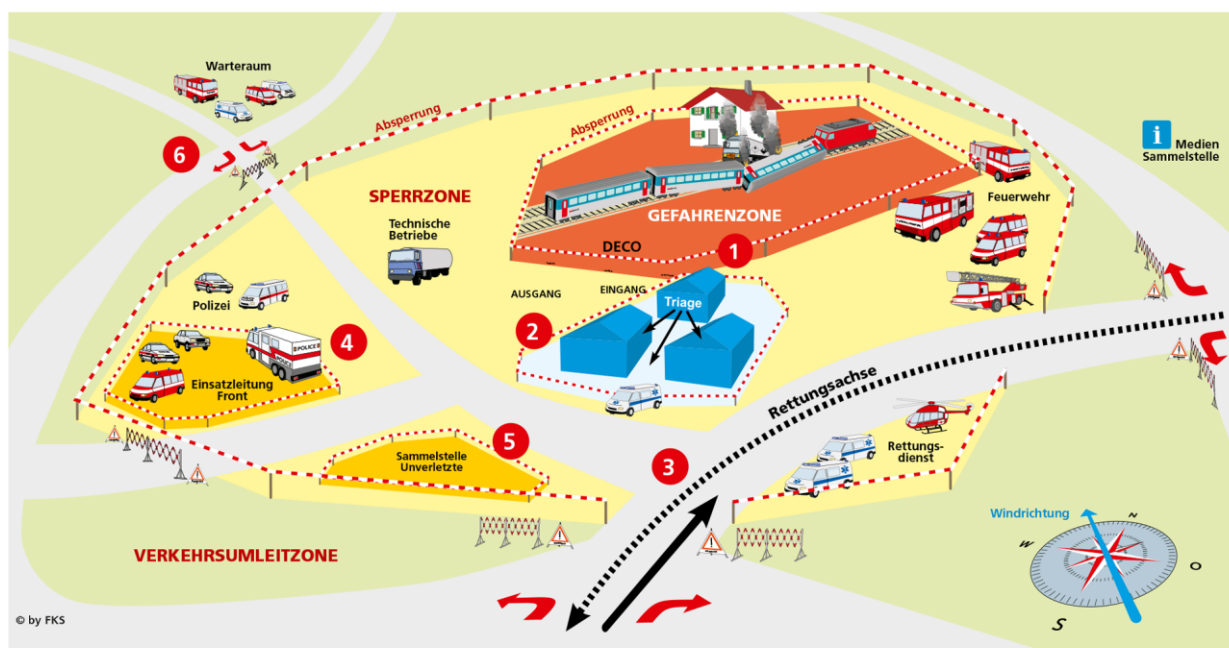 Warteraum
6
Absperrung
Absperrung
i
Medien
Sammelstelle
SPERRZONE
Technische
Betriebe
GEFAHRENZONE
Feuerwehr
DECO
1
AUSGANG
EINGANG
Triage
2
Polizei
4
POLICE
POLICE
Einsatzleitung
Front
Rettungsachse
5
Sammelstelle
Unverletzte
3
Rettungs-
dienst
Windrichtung
N
W
O
S
VERKEHRSUMLEITZONE
© by FKS